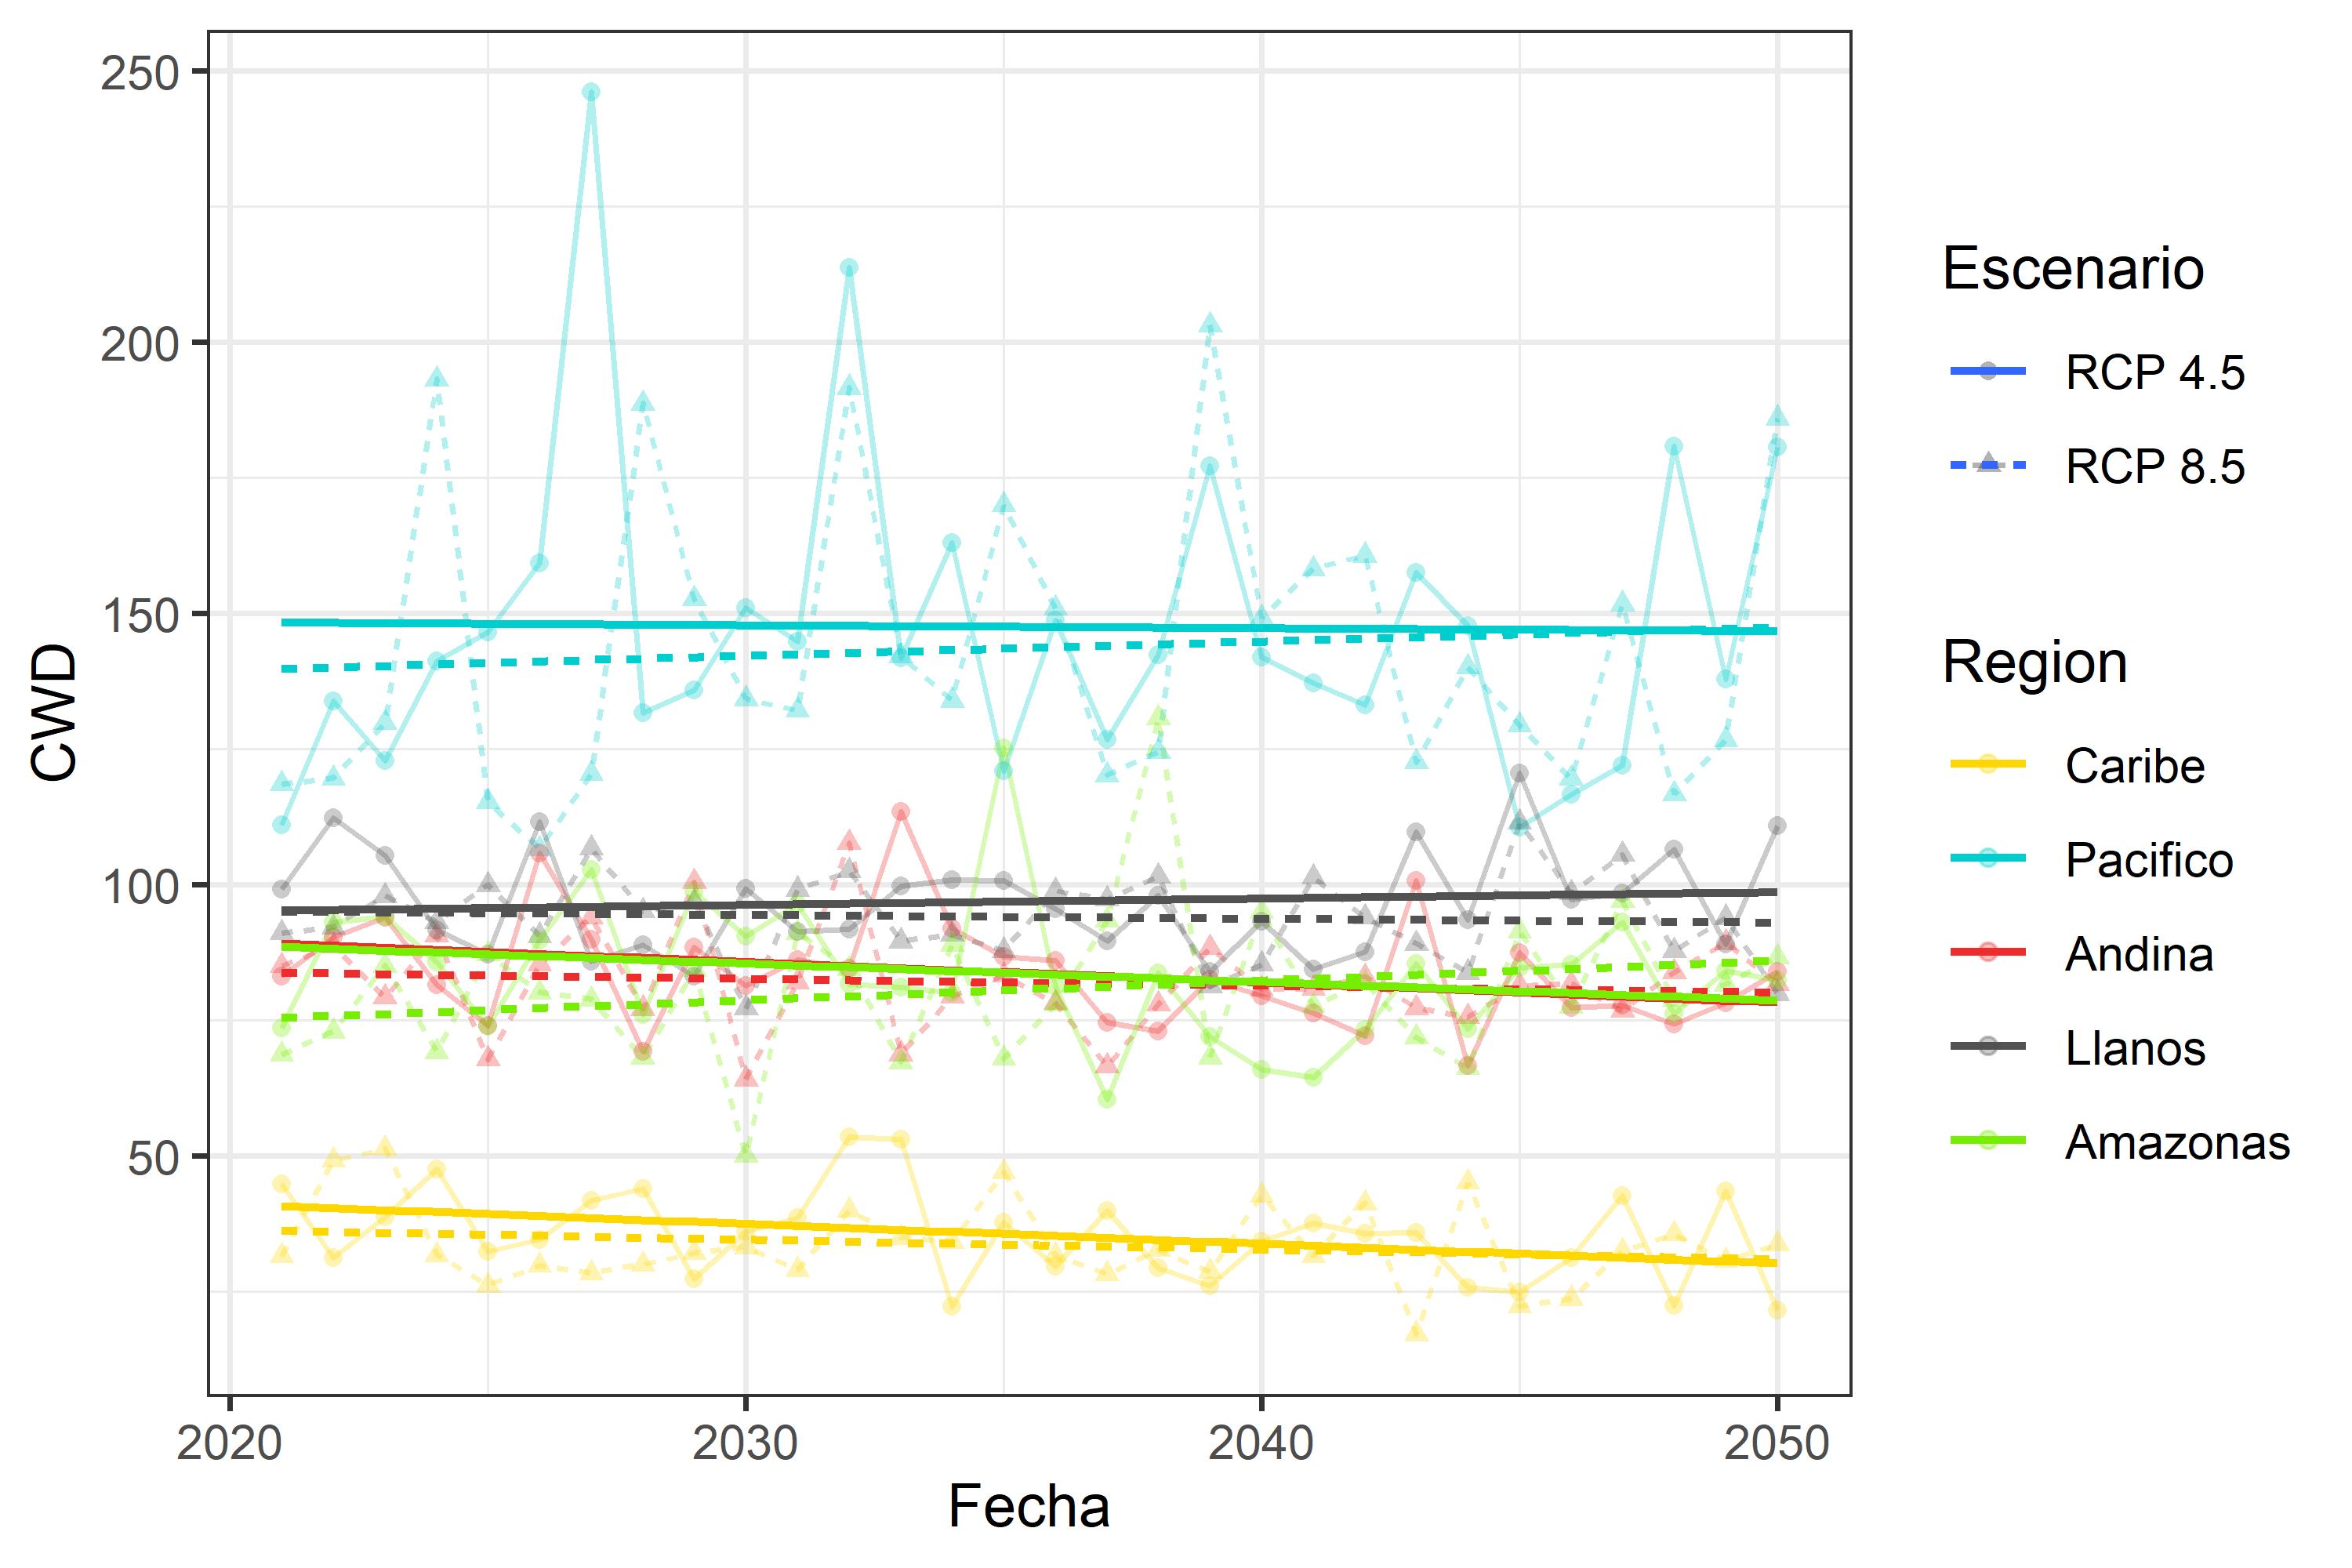 CWD
250
200
150
100
50
2020
2030
2040
2050
Fecha
Escenario
RCP 4.5
RCP 8.5
Region
Caribe
Pacifico
Andina
Llanos
Amazonas